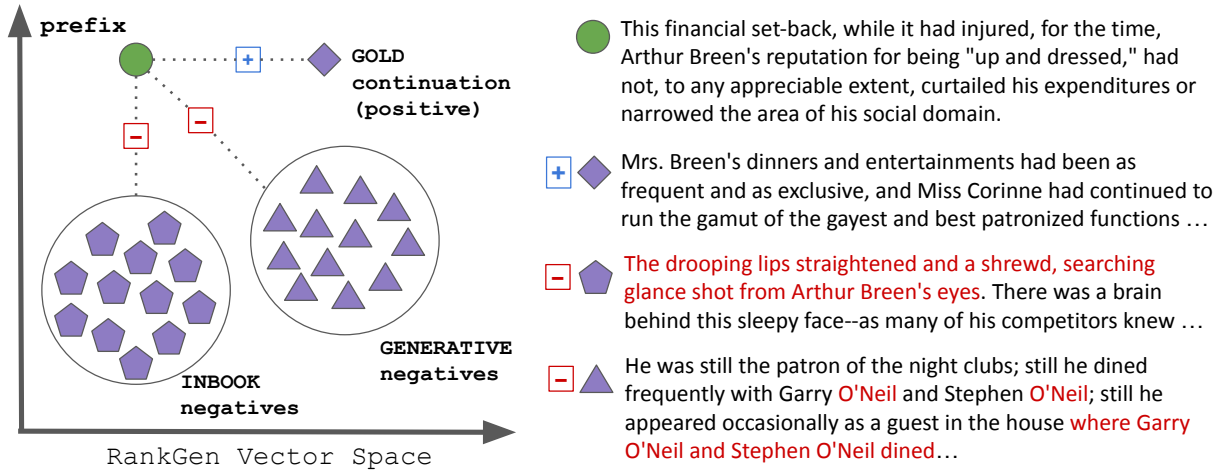 prefix
+
GOLD
continuation
(positive)
-
-
INBOOK
negatives
GENERATIVE
negatives
RankGen Vector Space
This financial set-back, while it had injured, for the time,
Arthur Breen's reputation for being "up and dressed," had
not, to any appreciable extent, curtailed his expenditures or
narrowed the area of his social domain.
+
Mrs. Breen's dinners and entertainments had been as
frequent and as exclusive, and Miss Corinne had continued to
run the gamut of the gayest and best patronized functions …
-
The drooping lips straightened and a shrewd, searching
glance shot from Arthur Breen's eyes. There was a brain
behind this sleepy face--as many of his competitors knew …
-
He was still the patron of the night clubs; still he dined
frequently with Garry O'Neil and Stephen O'Neil; still he
appeared occasionally as a guest in the house where Garry
O'Neil and Stephen O'Neil dined…